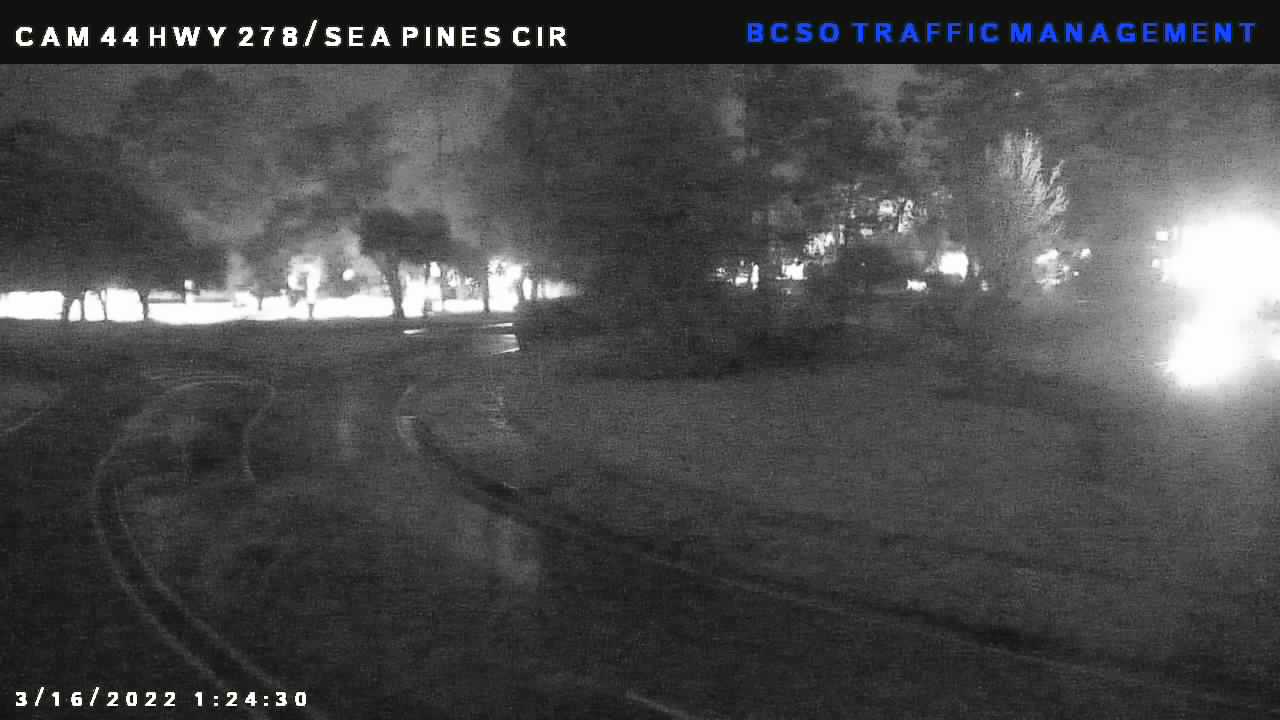 CAM 44 HWY 278/SEA PINES CIR
BCSO TRAFFIC MANAGEMENT
3/16/2022 1:24:30